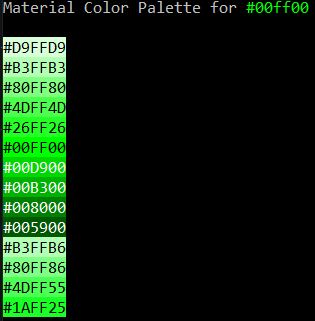 Material Color Palette for #00ff00
#D9FFD9
#B3FFB3
#80FF80
#4DFF4D
#26FF26
#00FF00
#00D900
#00B300
#008000
#005900
#B3FFB6
#80FF86
#4DFF55
#1AFF25